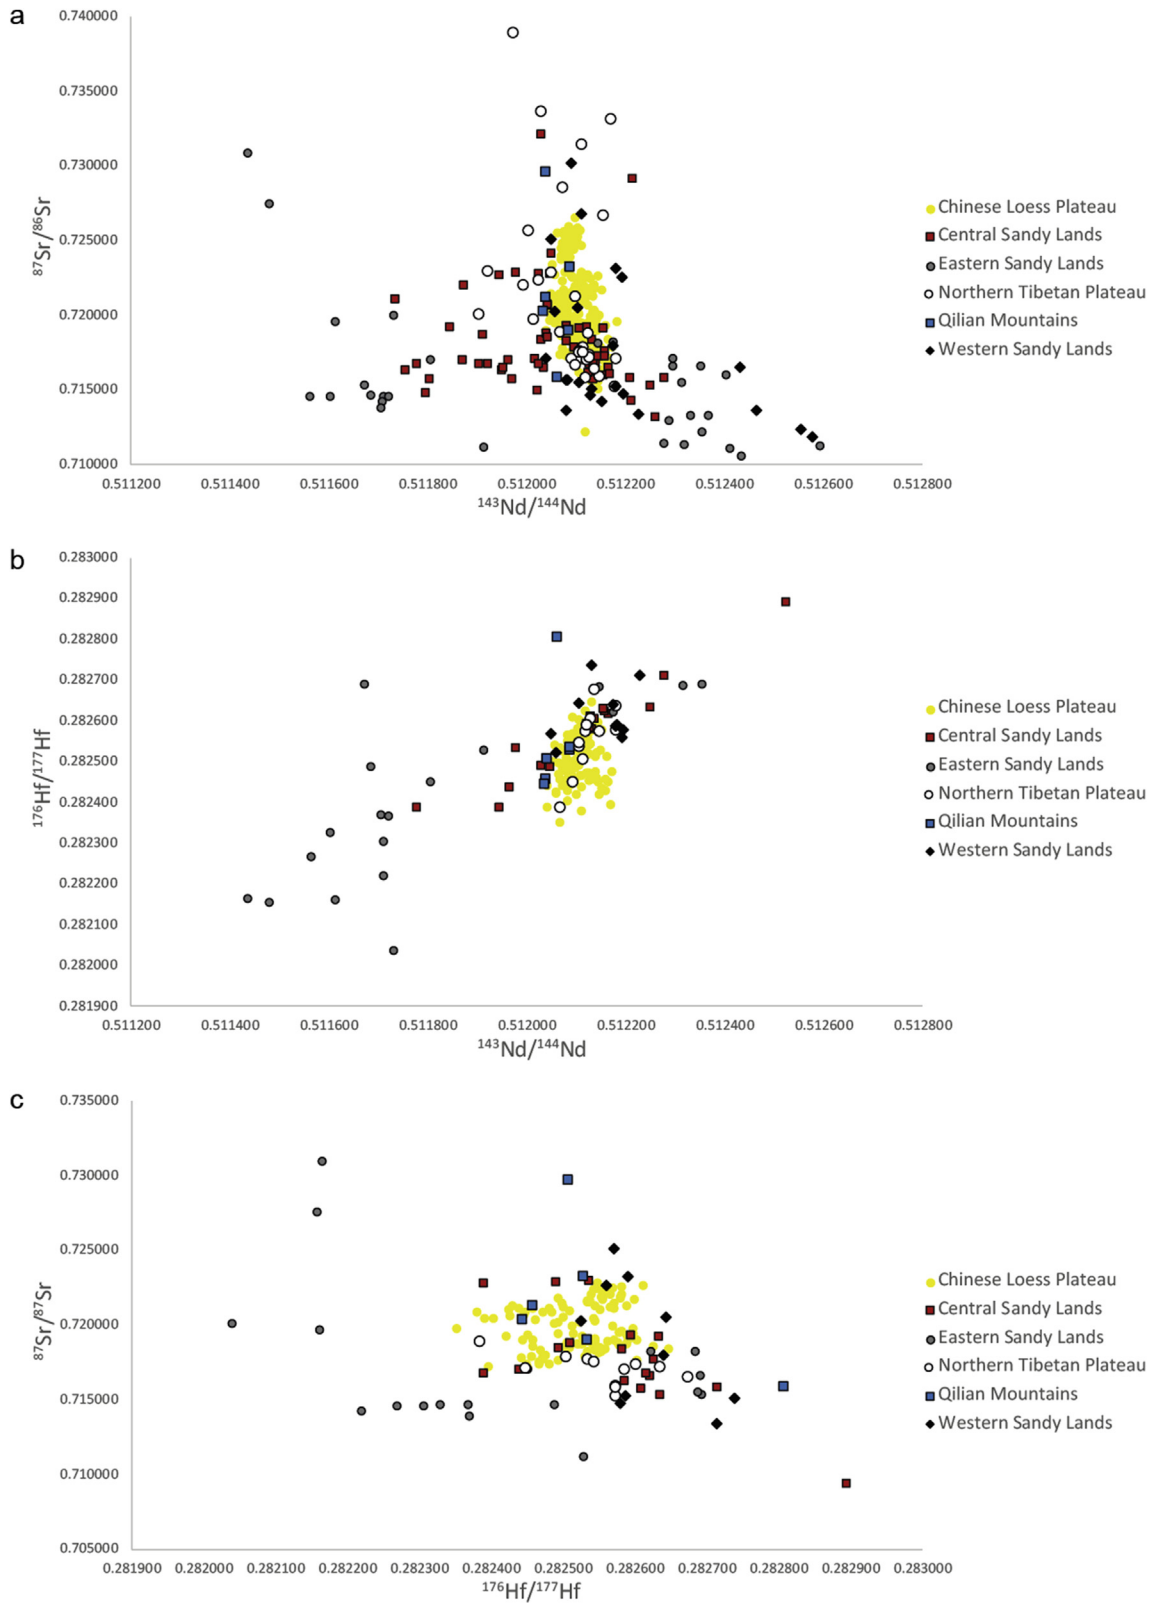 a
0.740000
0.735000
0.730000
0.725000
0.720000
0.715000
0.710000
87Sr/86Sr
0.511200 0.511400 0.511600 0.511800 0.512000 0.512200 0.512400 0.512600 0.512800
143Nd/144Nd
Chinese Loess Plateau
Central Sandy Lands
Eastern Sandy Lands
Northern Tibetan Plateau
Qilian Mountains
Western Sandy Lands
b
0.283000
0.282900
0.282800
0.282700
0.282600
0.282500
0.282400
0.282300
0.282200
0.282100
0.282000
0.281900
176Hf/177Hf
0.511200 0.511400 0.511600 0.511800 0.512000 0.512200 0.512400 0.512600 0.512800
143Nd/144Nd
Chinese Loess Plateau
Central Sandy Lands
Eastern Sandy Lands
Northern Tibetan Plateau
Qilian Mountains
Western Sandy Lands
c
0.735000
0.730000
0.725000
0.720000
0.715000
0.710000
0.705000
87Sr/87Sr
0.281900 0.282000 0.282100 0.282200 0.282300 0.282400 0.282500 0.282600 0.282700 0.282800 0.282900 0.283000
176Hf/177Hf
Chinese Loess Plateau
Central Sandy Lands
Eastern Sandy Lands
Northern Tibetan Plateau
Qilian Mountains
Western Sandy Lands